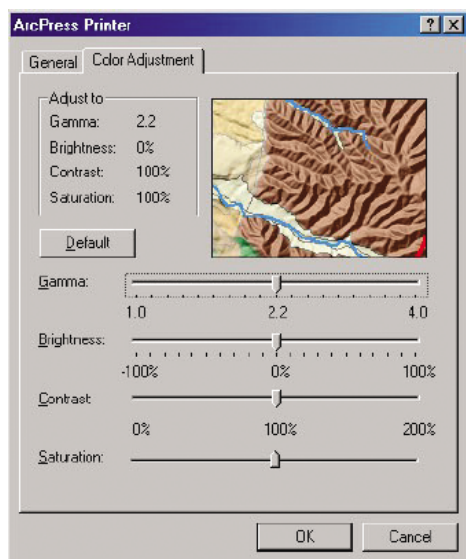 ArcPress Printer
General Color Adjustment
Adjust to
Gamma: 2.2
Brightness: 0%
Contrast: 100%
Saturation: 100%
Default
Gamma:
1.0 2.2 4.0
Brightness:
-100% 0% 100%
Contrast:
0% 100% 200%
Saturation:
OK Cancel